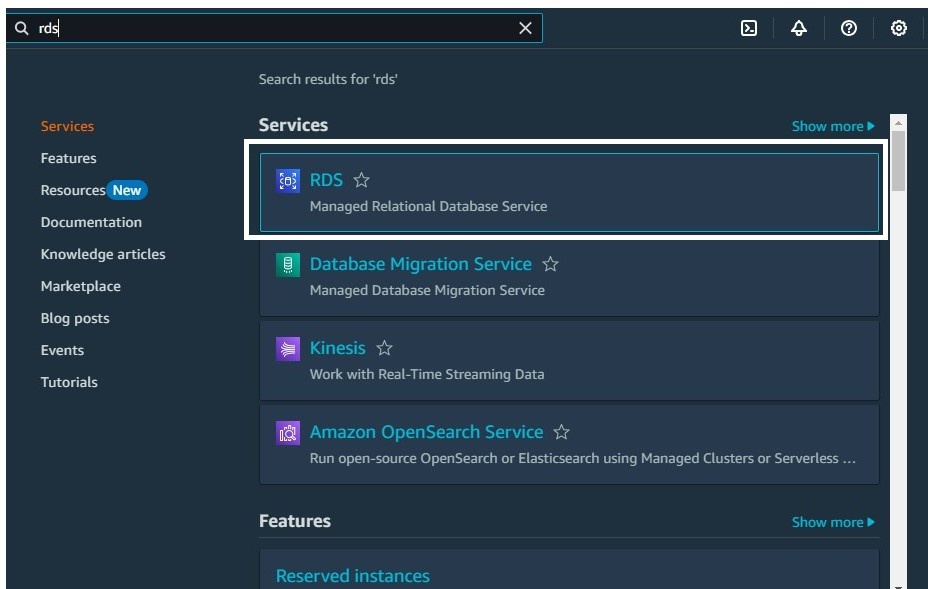 rds
Search results for 'rds'
Services
Features
Resources New
Documentation
Knowledge articles
Marketplace
Blog posts
Events
Tutorials
Services
Show more
RDS
Managed Relational Database Service
Database Migration Service
Managed Database Migration Service
Kinesis
Work with Real-Time Streaming Data
Amazon OpenSearch Service
Run open-source OpenSearch or Elasticsearch using Managed Clusters or Serverless ...
Features
Show more
Reserved instances